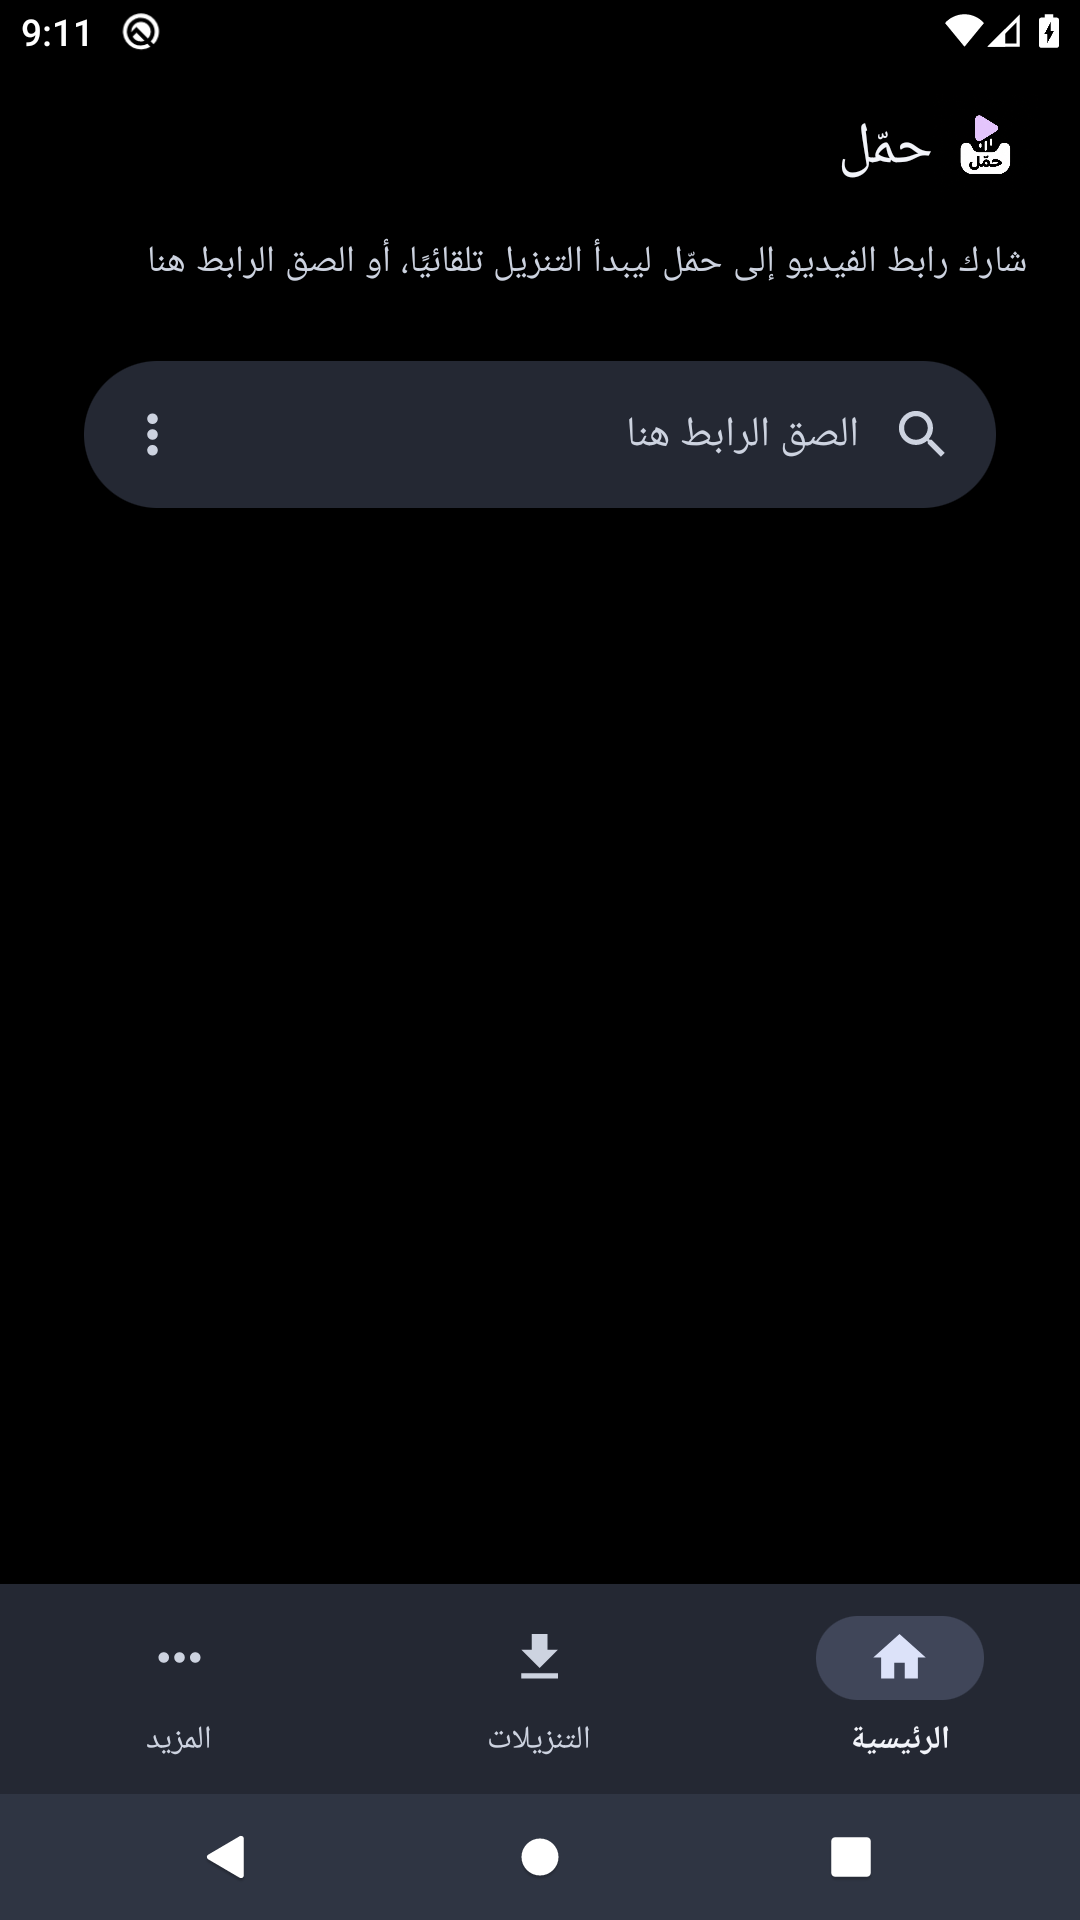 9:11
حمّل
حمّل
شارك رابط الفيديو إلى حمّل ليبدأ التنزيل تلقائيًا، أو الصق الرابط هنا
الصق الرابط هنا
الرئيسية
التنزيلات
المزيد